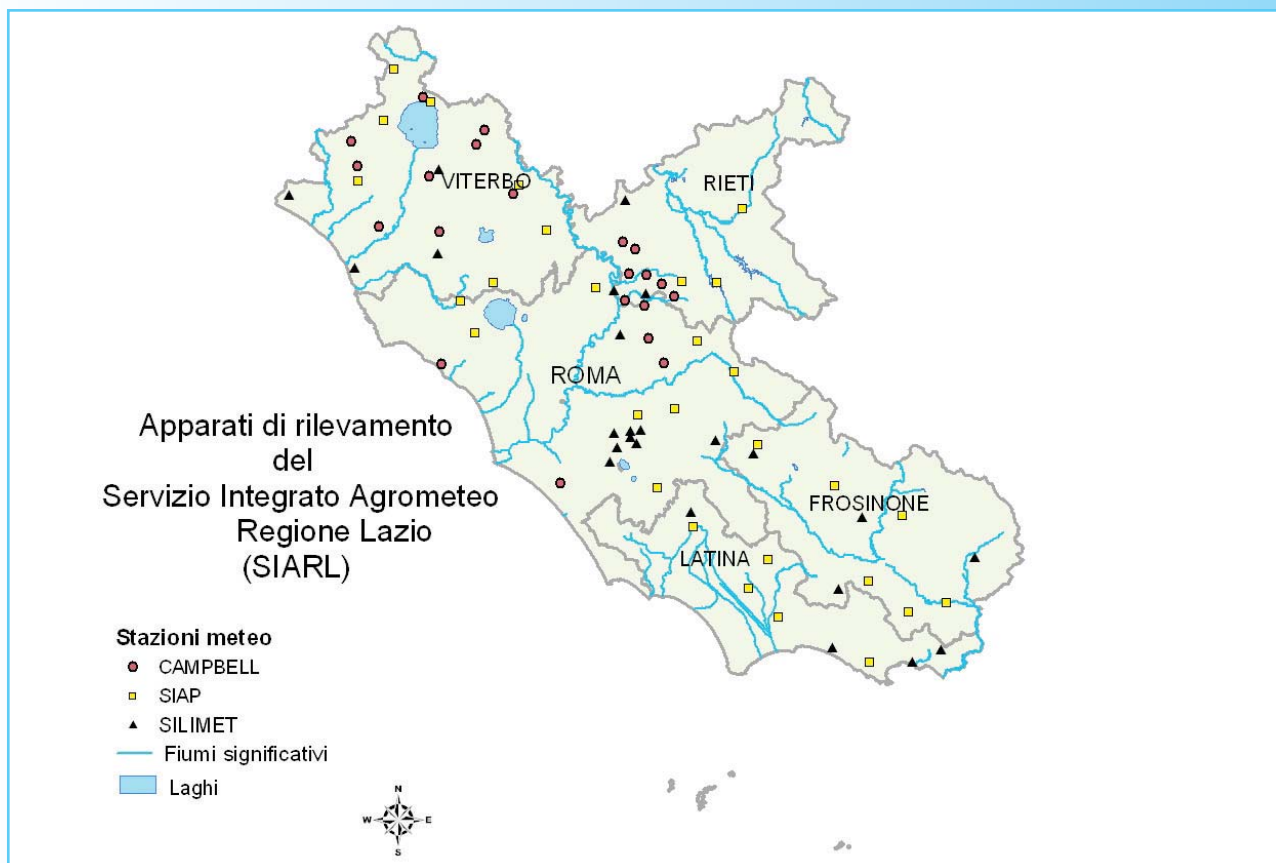 VITERBO
RIETI
ROMA
Apparati di rilevamento
del
Servizio Integrato Agrometeo
Regione Lazio
(SIARL)
FROSINONE
LATINA
Stazioni meteo
CAMPBELL
SIAP
SILIMET
Fiumi significativi
Laghi
N
W E
S